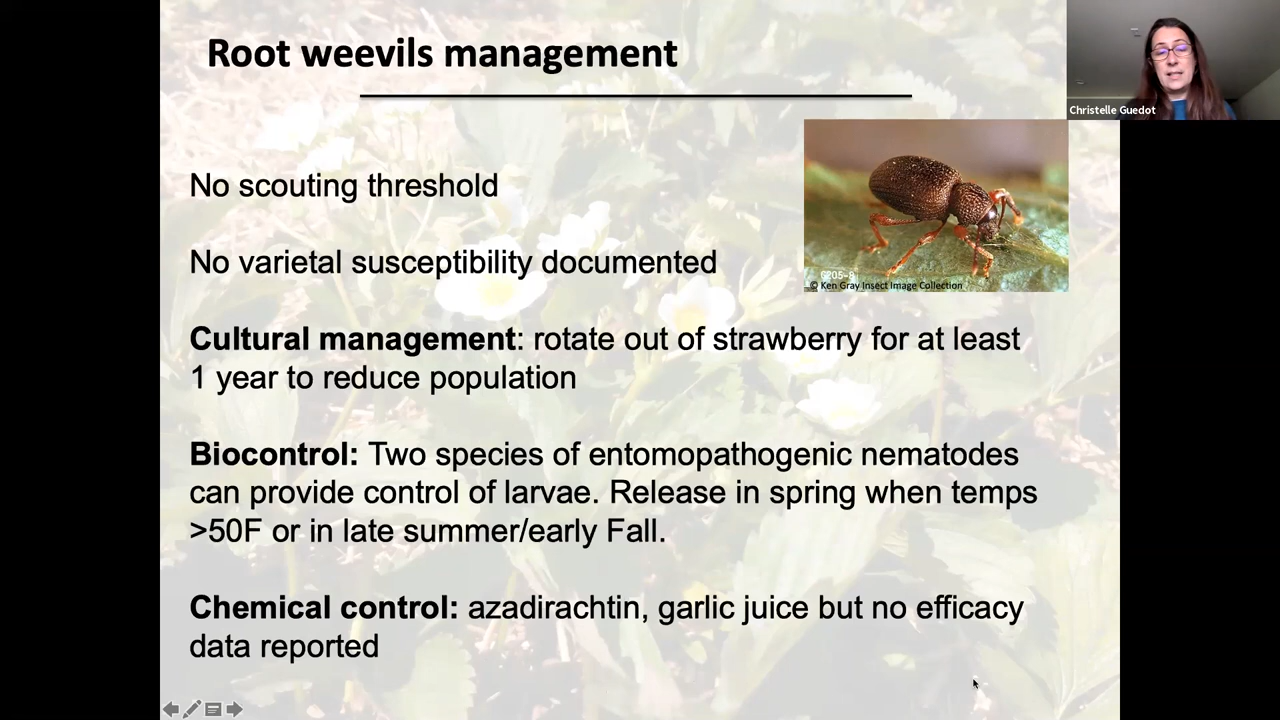 Root weevils management
Christelle Guedot
No scouting threshold
No varietal susceptibility documented
G205-8
© Ken Gray Insect Image Collection
Cultural management: rotate out of strawberry for at least
1 year to reduce population
Biocontrol: Two species of entomopathogenic nematodes
can provide control of larvae. Release in spring when temps
>50F or in late summer/early Fall.
Chemical control: azadirachtin, garlic juice but no efficacy
data reported